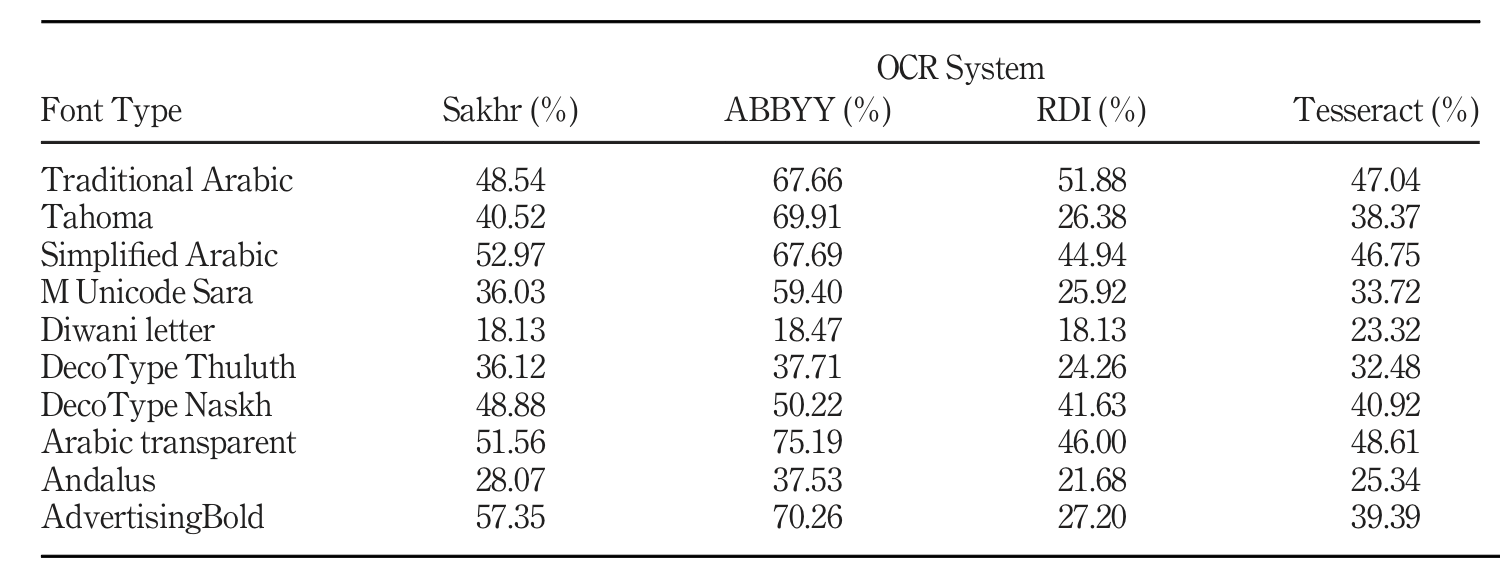 OCR System
Font Type Sakhr (%) ABBYY (%) RDI (%) Tesseract (%)
Traditional Arabic 48.54 67.66 51.88 47.04
Tahoma 40.52 69.91 26.38 38.37
Simplified Arabic 52.97 67.69 44.94 46.75
M Unicode Sara 36.03 59.40 25.92 33.72
Diwani letter 18.13 18.47 18.13 23.32
DecoType Thuluth 36.12 37.71 24.26 32.48
DecoType Naskh 48.88 50.22 41.63 40.92
Arabic transparent 51.56 75.19 46.00 48.61
Andalus 28.07 37.53 21.68 25.34
AdvertisingBold 57.35 70.26 27.20 39.39